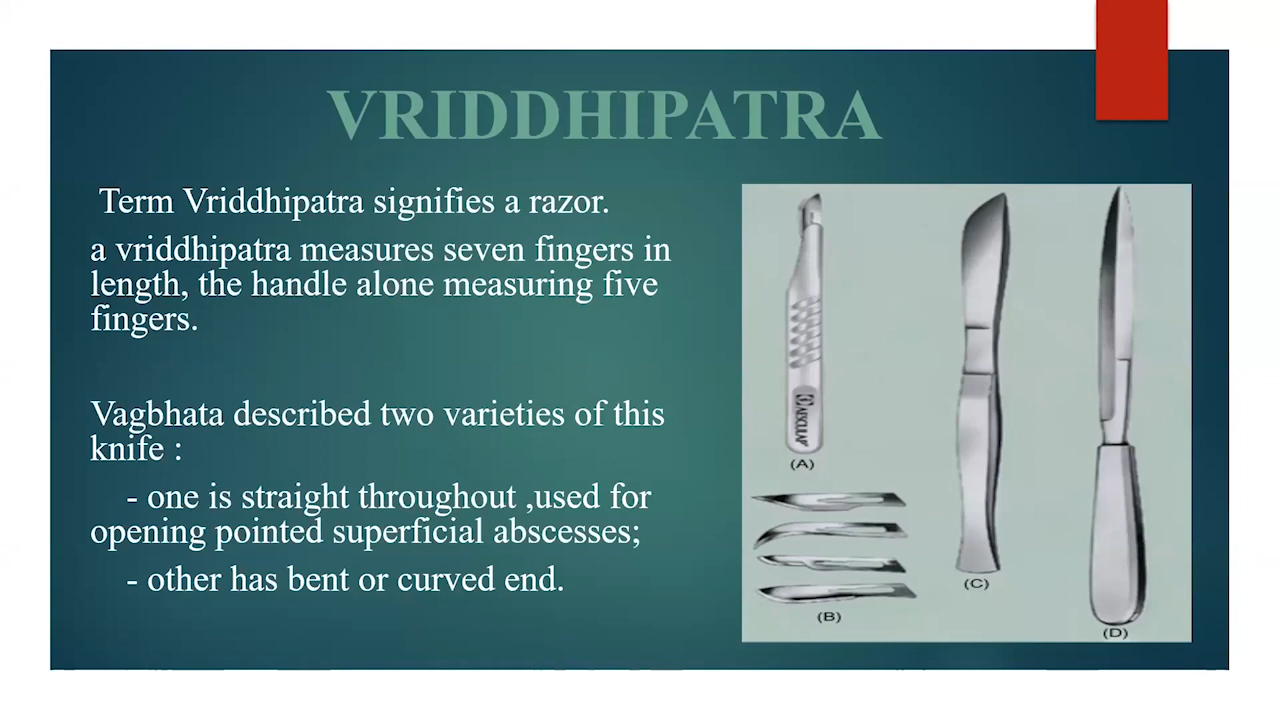 VRIDDHIPATRA
Term Vriddhipatra signifies a razor.
a vriddhipatra measures seven fingers in
length, the handle alone measuring five
fingers.
Vagbhata described two varieties of this
knife :
- one is straight throughout ,used for
opening pointed superficial abscesses;
- other has bent or curved end.
AESCULAP
(A)
(B)
(C)
(D)